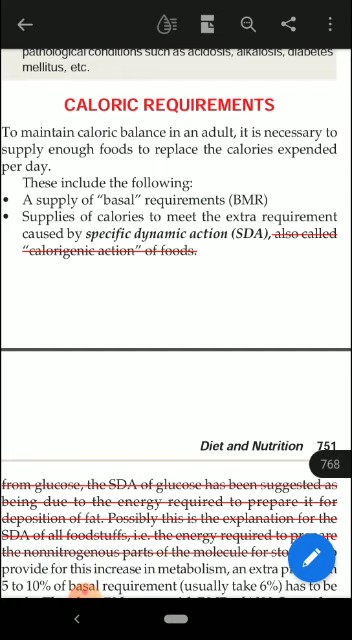 pathological conditions such as acidosis, alkalosis, diabetes
mellitus, etc.
CALORIC REQUIREMENTS
To maintain caloric balance in an adult, it is necessary to
supply enough foods to replace the calories expended
per day.
These include the following:
• A supply of "basal" requirements (BMR)
• Supplies of calories to meet the extra requirement
caused by specific dynamic action (SDA), also called
"calorigenic action" of foods.
Diet and Nutrition 751
768
from glucose, the SDA of glucose has been suggested as
being due to the energy required to prepare it for
deposition of fat. Possibly this is the explanation for the
SDA of all foodstuffs, i.e. the energy required to prepare
the nonnitrogenous parts of the molecule for
provide for this increase in metabolism, an extra
5 to 10% of basal requirement (usually take 6%) has to be